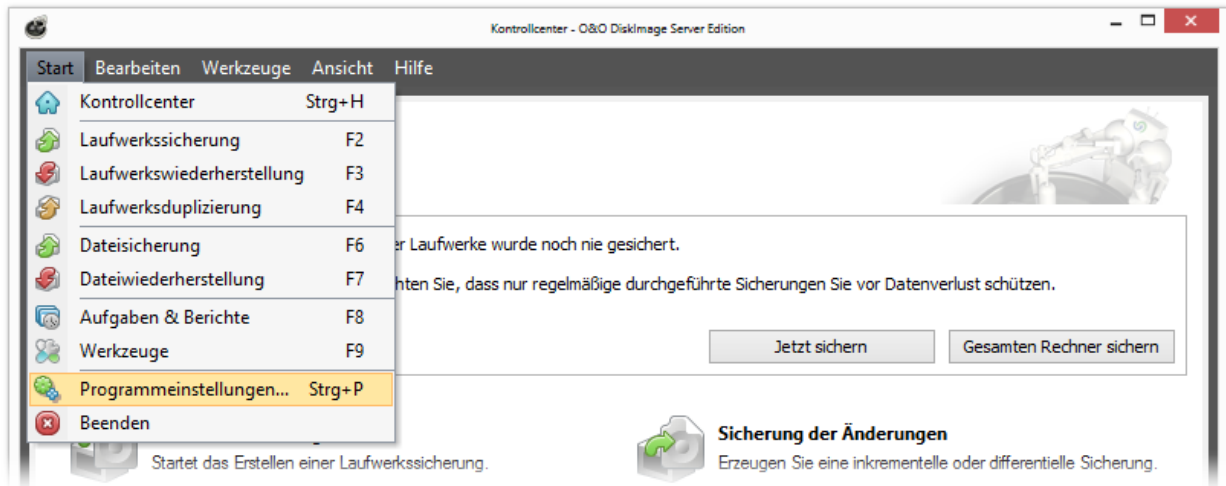 Kontrollcenter - O&O DiskImage Server Edition
Start Bearbeiten Werkzeuge Ansicht Hilfe
Kontrollcenter Strg+H
Laufwerkssicherung F2
Laufwerkswiederherstellung F3
Laufwerksduplizierung F4
Dateisicherung F6
Dateiwiederherstellung F7
Aufgaben & Berichte F8
Werkzeuge F9
Programmeinstellungen... Strg+P
Beenden
er Laufwerke wurde noch nie gesichert.
hten Sie, dass nur regelmäßige durchgeführte Sicherungen Sie vor Datenverlust schützen.
Jetzt sichern Gesamten Rechner sichern
Startet das Erstellen einer Laufwerkssicherung.
Sicherung der Änderungen
Erzeugen Sie eine inkrementelle oder differentielle Sicherung.